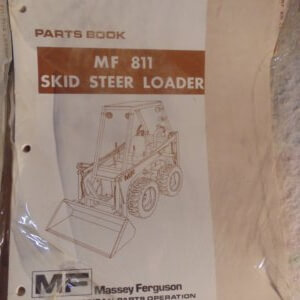 PARTS BOOK
MF 811
SKID STEER LOADER
MF Massey Ferguson
PARTS OPERATION